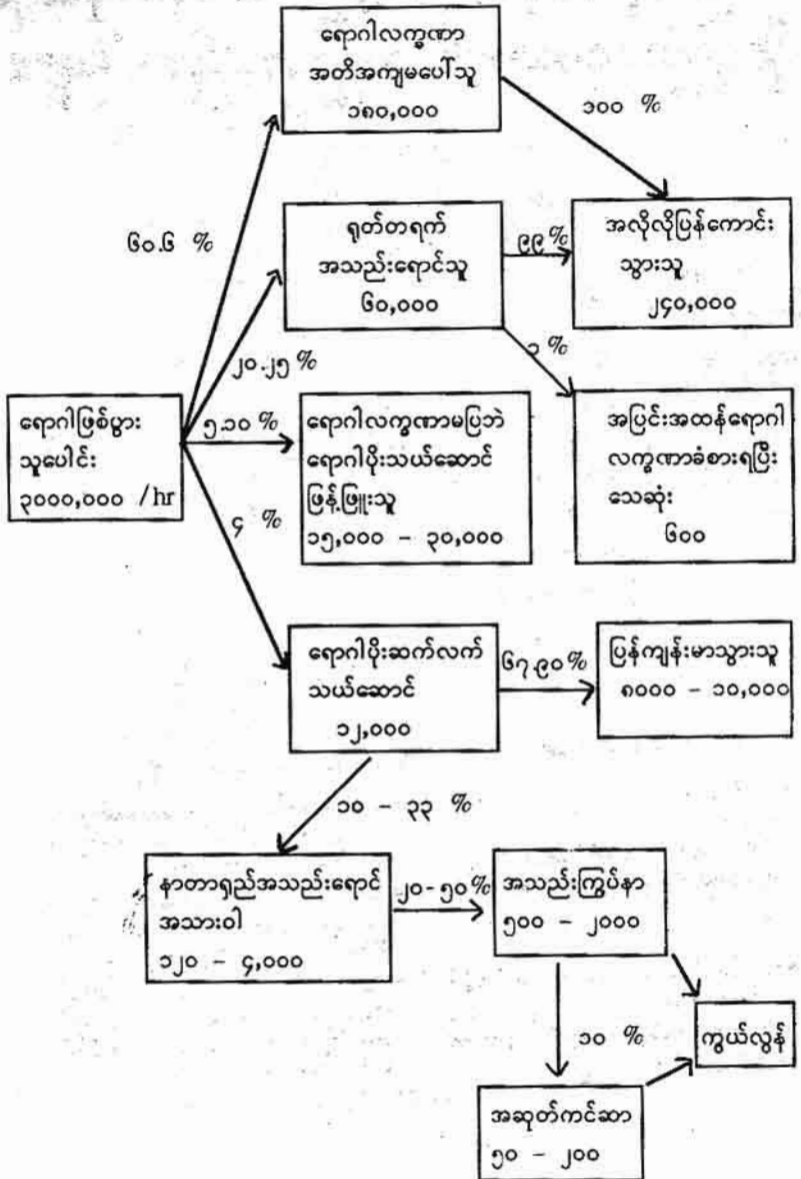 ရောဂါလက္ခဏာ
အတိအကျမပေါ်သူ
၁၈၀,၀၀၀
၁၀၀ %
၆၀.၆ %
ရုတ်တရက်
အသည်းရောင်သူ
၆၀,၀၀၀
၉၉%
အလိုလိုပြန်ကောင်း
သွားသူ
၂၄၀,၀၀၀
၂၀.၂၅ %
၁ %
ရောဂါဖြစ်ပွား
သူပေါင်း
၃၀၀၀,၀၀၀ /hr
၅.၁၀ %
ရောဂါလက္ခဏာမပြဘဲ
ရောဂါပိုးသယ်ဆောင်
ဖြန့်ဖြူးသူ
၁၅,၀၀၀ - ၃၀,၀၀၀
အပြင်းအထန်ရောဂါ
လက္ခဏာခံစားရပြီး
သေဆုံး
၆၀၀
၄ %
ရောဂါပိုးဆက်လက်
သယ်ဆောင်
၁၂,၀၀၀
၆၇.၉၀%
ပြန်ကျန်းမာသွားသူ
၈၀၀၀ - ၁၀,၀၀၀
၁၀ - ၃၃ %
နာတာရှည်အသည်းရောင်
အသားဝါ
၁၂၀ - ၄,၀၀၀
၂၀-၅၀%
အသည်းကြွပ်နာ
၅၀၀ - ၂၀၀၀
၁၀ %
ကွယ်လွန်
အဆုတ်ကင်ဆာ
၅၀ - ၂၀၀